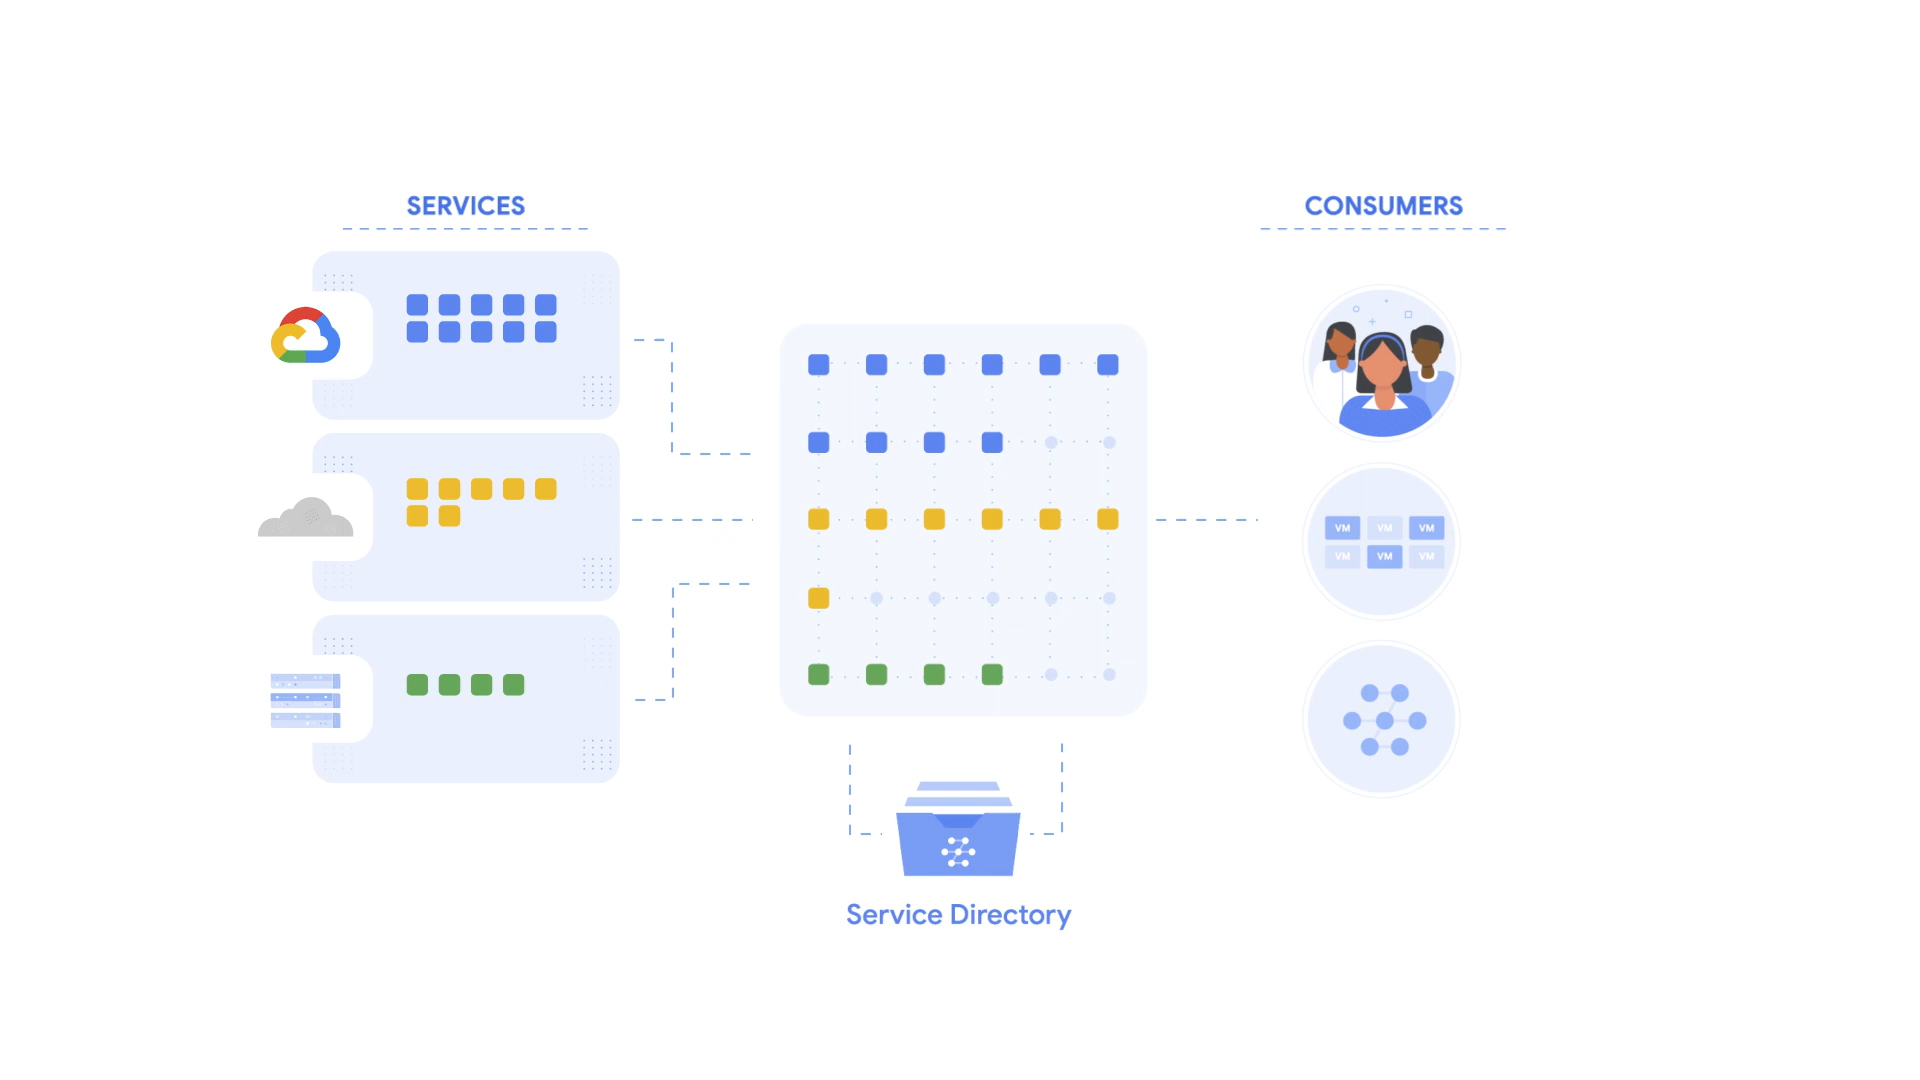 SERVICES
CONSUMERS
VM VM VM
VM VM VM
Service Directory